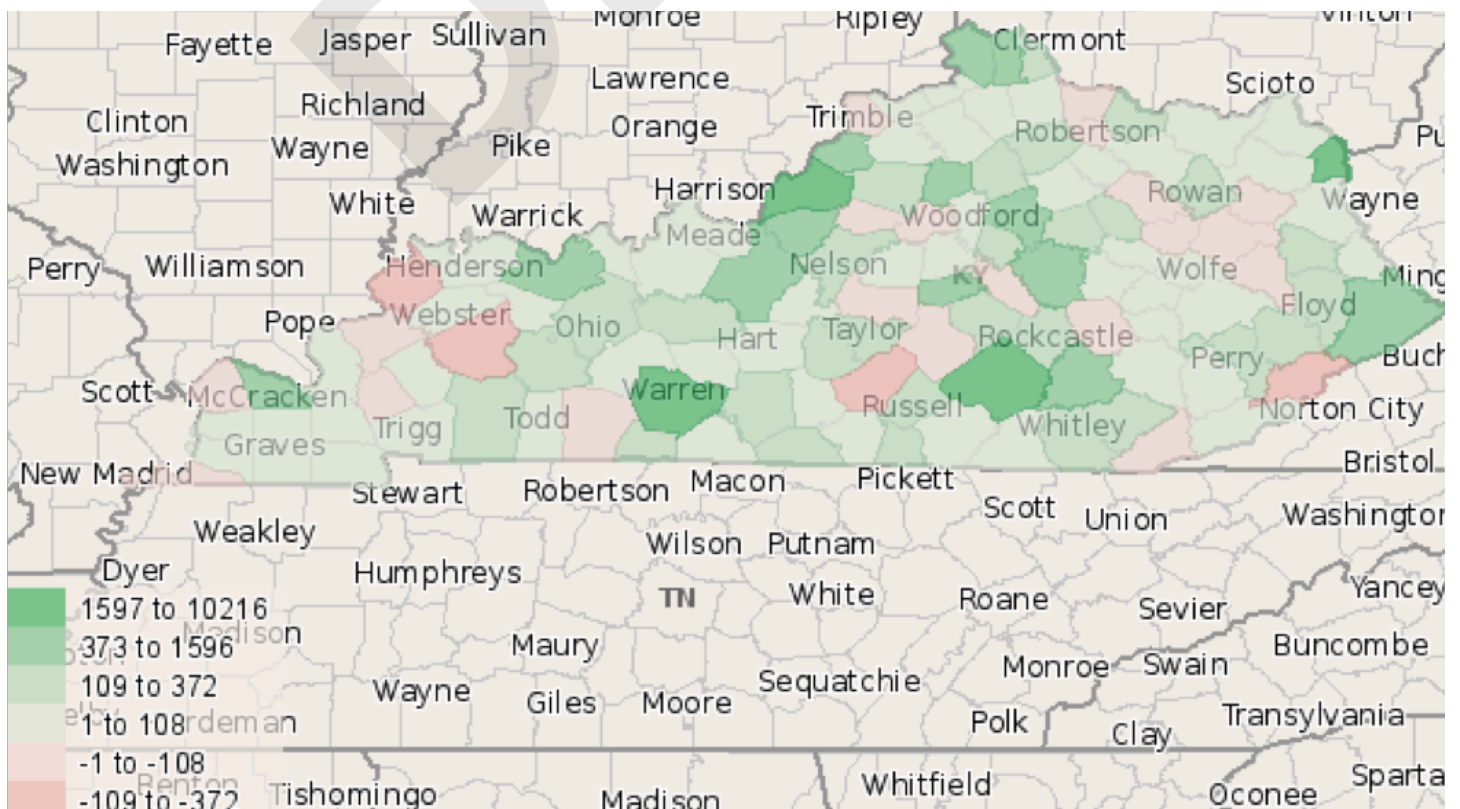 Monroe
Ripley
Vinton
Fayette
Jasper
Sullivan
Clermont
Lawrence
Scioto
Richland
Clinton
Orange
Trimble
Robertson
Pike
Wayne
Washington
Harrison
Rowan
White
Warrick
Woodford
Wayne
Meade
Perry
Williamson
Henderson
Nelson
KY
Wolfe
Ming
Webster
Pope
Ohio
Hart
Taylor
Rockcastle
Floyd
Perry
Buch
Scott
McCracken
Warren
Russell
Norton City
Graves
Trigg
Todd
Whitley
New Madrid
Bristol
Stewart
Robertson
Macon
Pickett
Scott
Union
Washington
Weakley
Wilson
Putnam
Dyer
Humphreys
TN
White
Roane
Sevier
Yancey
1597 to 10216
Madison
373 to 1596
Maury
Monroe
Swain
Buncombe
109 to 372
Wayne
Giles
Moore
Sequatchie
1 to 108
rdeman
Polk
Clay
Transylvania
-1 to -108
Benton
-109 to -372
Tishomingo
Madison
Whitfield
Oconee
Sparta